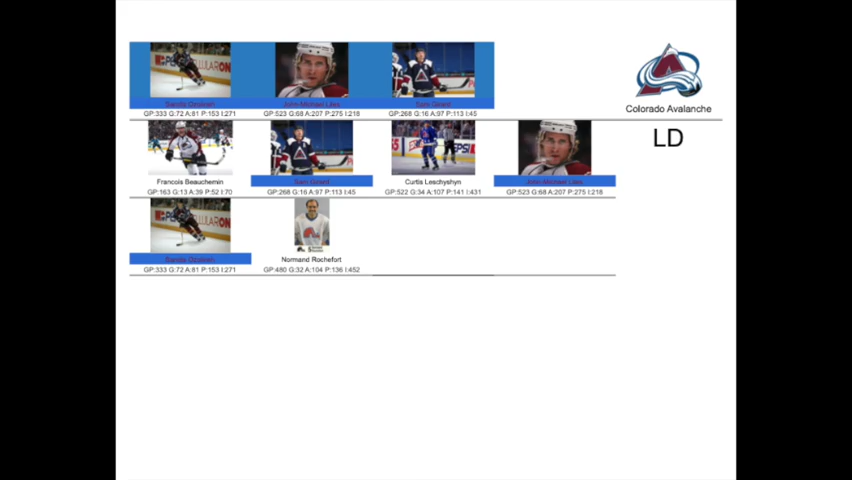 Sandis Ozolinsh John-Michael Liles Sam Girard
GP:333 G:72 A:81 P:153 I:271 GP:523 G:68 A:207 P:275 I:218 GP:268 G:16 A:97 P:113 I:45
Colorado Avalanche
LD
Francois Beauchemin Sam Girard Curtis Leschyshyn John-Michael Liles
GP:163 G:13 A:39 P:52 I:70 GP:268 G:16 A:97 P:113 I:45 GP:522 G:34 A:107 P:141 I:431 GP:523 G:68 A:207 P:275 I:218
Sandis Ozolinsh Normand Rochefort
GP:333 G:72 A:81 P:153 I:271 GP:480 G:32 A:104 P:136 I:452